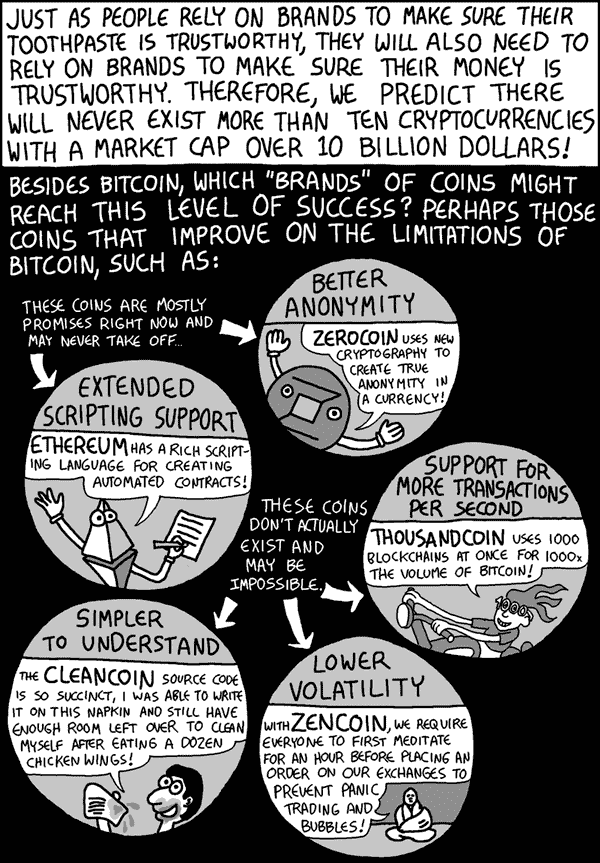 JUST AS PEOPLE RELY ON BRANDS TO MAKE SURE THEIR
TOOTHPASTE IS TRUSTWORTHY, THEY WILL ALSO NEED TO
RELY ON BRANDS TO MAKE SURE THEIR MONEY IS
TRUSTWORTHY. THEREFORE, WE PREDICT THERE
WILL NEVER EXIST MORE THAN TEN CRYPTOCURRENCIES
WITH A MARKET CAP OVER 10 BILLION DOLLARS!
BESIDES BITCOIN, WHICH "BRANDS" OF COINS MIGHT
REACH THIS LEVEL OF SUCCESS? PERHAPS THOSE
COINS THAT IMPROVE ON THE LIMITATIONS OF
BITCOIN, SUCH AS:
THESE COINS ARE MOSTLY
PROMISES RIGHT NOW AND
MAY NEVER TAKE OFF...
BETTER
ANONYMITY
ZEROCOIN USES NEW
CRYPTOGRAPHY TO
CREATE TRUE
ANONYMITY IN
A CURRENCY!
EXTENDED
SCRIPTING SUPPORT
ETHEREUM HAS A RICH SCRIPT-
ING LANGUAGE FOR CREATING
AUTOMATED CONTRACTS!
THESE COINS
DON'T ACTUALLY
EXIST AND
MAY BE
IMPOSSIBLE.
SUPPORT FOR
MORE TRANSACTIONS
PER SECOND
THOUSANDCOIN USES 1000
BLOCKCHAINS AT ONCE FOR 1000x
THE VOLUME OF BITCOIN!
SIMPLER
TO UNDERSTAND
THE CLEANCOIN SOURCE CODE
IS SO SUCCINCT, I WAS ABLE TO WRITE
IT ON THIS NAPKIN AND STILL HAVE
ENOUGH ROOM LEFT OVER TO CLEAN
MYSELF AFTER EATING A DOZEN
CHICKEN WINGS!
LOWER
VOLATILITY
WITH ZENCOIN, WE REQUIRE
EVERYONE TO FIRST MEDITATE
FOR AN HOUR BEFORE PLACING AN
ORDER ON OUR EXCHANGES TO
PREVENT PANIC
TRADING AND
BUBBLES!